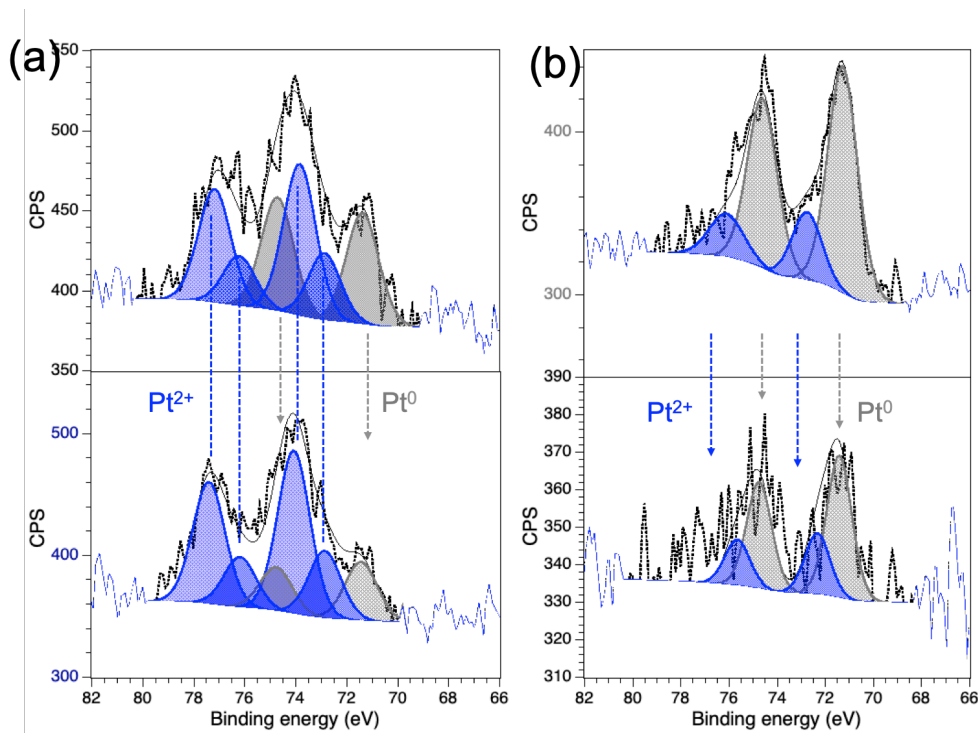 (a)
550
500
450
400
350
CPS
Pt²⁺
Pt⁰
500
400
300
CPS
82 80 78 76 74 72 70 68 66
Binding energy (eV)
(b)
400
300
CPS
Pt²⁺
Pt⁰
390
380
370
360
350
340
330
320
310
CPS
82 80 78 76 74 72 70 68 66
Binding energy (eV)